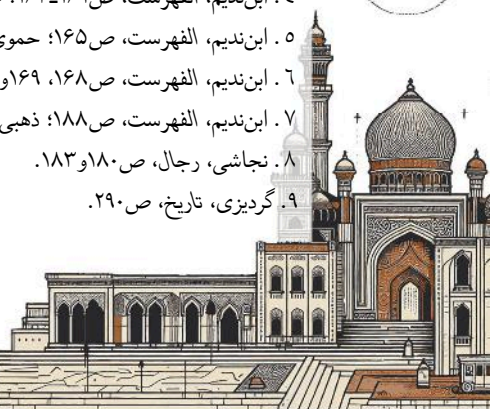 ۵. ابن‌ندیم، الفهرست، ص۱۶۵؛ حموی
۶. ابن‌ندیم، الفهرست، ص۱۶۸، ۱۶۹و
۷. ابن‌ندیم، الفهرست، ص۱۸۸؛ ذهبی
۸. نجاشی، رجال، ص۱۸۰و۱۸۳.
۹. گردیزی، تاریخ، ص۲۹۰.